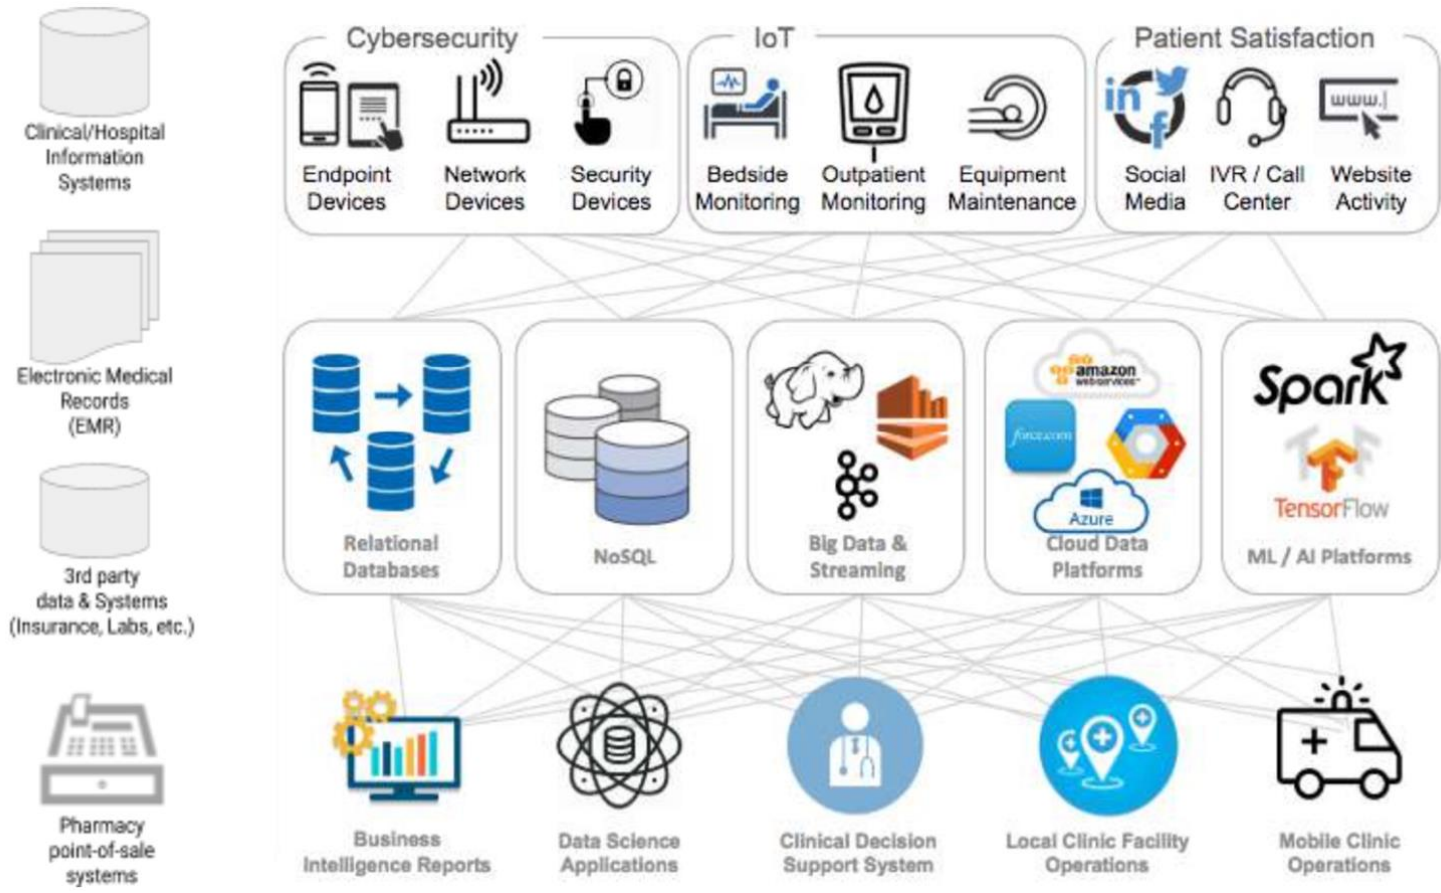 Clinical/Hospital
Information
Systems
Electronic Medical
Records
(EMR)
3rd party
data & Systems
(Insurance, Labs, etc.)
Pharmacy
point-of-sale
systems
Cybersecurity
Endpoint
Devices
Network
Devices
Security
Devices
IoT
Bedside
Monitoring
Outpatient
Monitoring
Equipment
Maintenance
Patient Satisfaction
in
f
www.
Social
Media
IVR / Call
Center
Website
Activity
Relational
Databases
NoSQL
Big Data &
Streaming
amazon
webservices™
force.com
Azure
Cloud Data
Platforms
Spark
TensorFlow
ML / AI Platforms
Business
Intelligence Reports
Data Science
Applications
Clinical Decision
Support System
Local Clinic Facility
Operations
Mobile Clinic
Operations